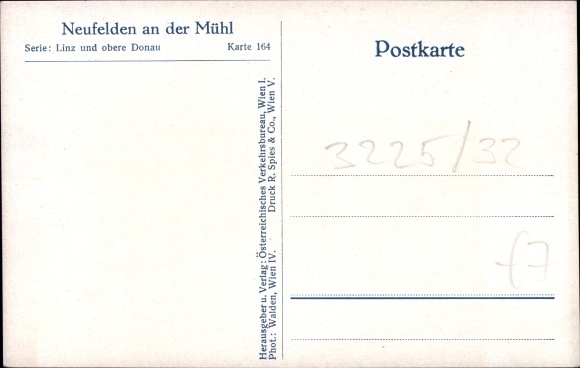 Neufelden an der Mühl
Serie: Linz und obere Donau Karte 164
Postkarte
Herausgeber u. Verlag: Österreichisches Verkehrsbureau, Wien I.
Phot.: Walden, Wien IV. Druck R. Spies & Co., Wien V.
3225/32
f7